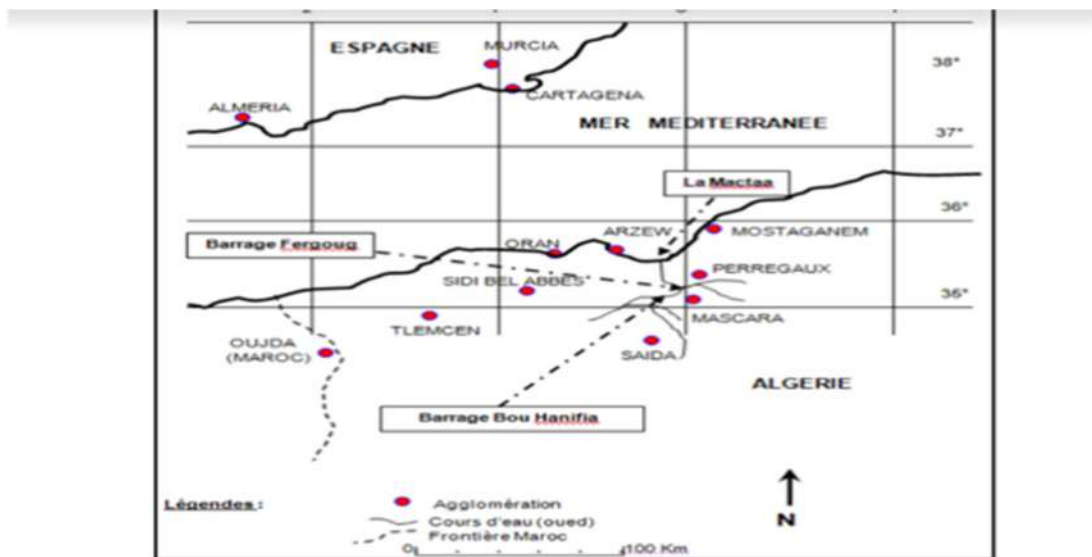 ESPAGNE
MURCIA
38°
CARTAGENA
ALMERIA
MER MEDITERRANEE
37°
La Mactaa
36°
ARZEW
MOSTAGANEM
Barrage Fergoug
ORAN
PERREGAUX
SIDI BEL ABBES
35°
MASCARA
TLEMCEN
OUJDA
(MAROC)
SAIDA
ALGERIE
Barrage Bou Hanifia
Légendes :
Agglomération
Cours d'eau (oued)
Frontière Maroc
N
0
100 Km